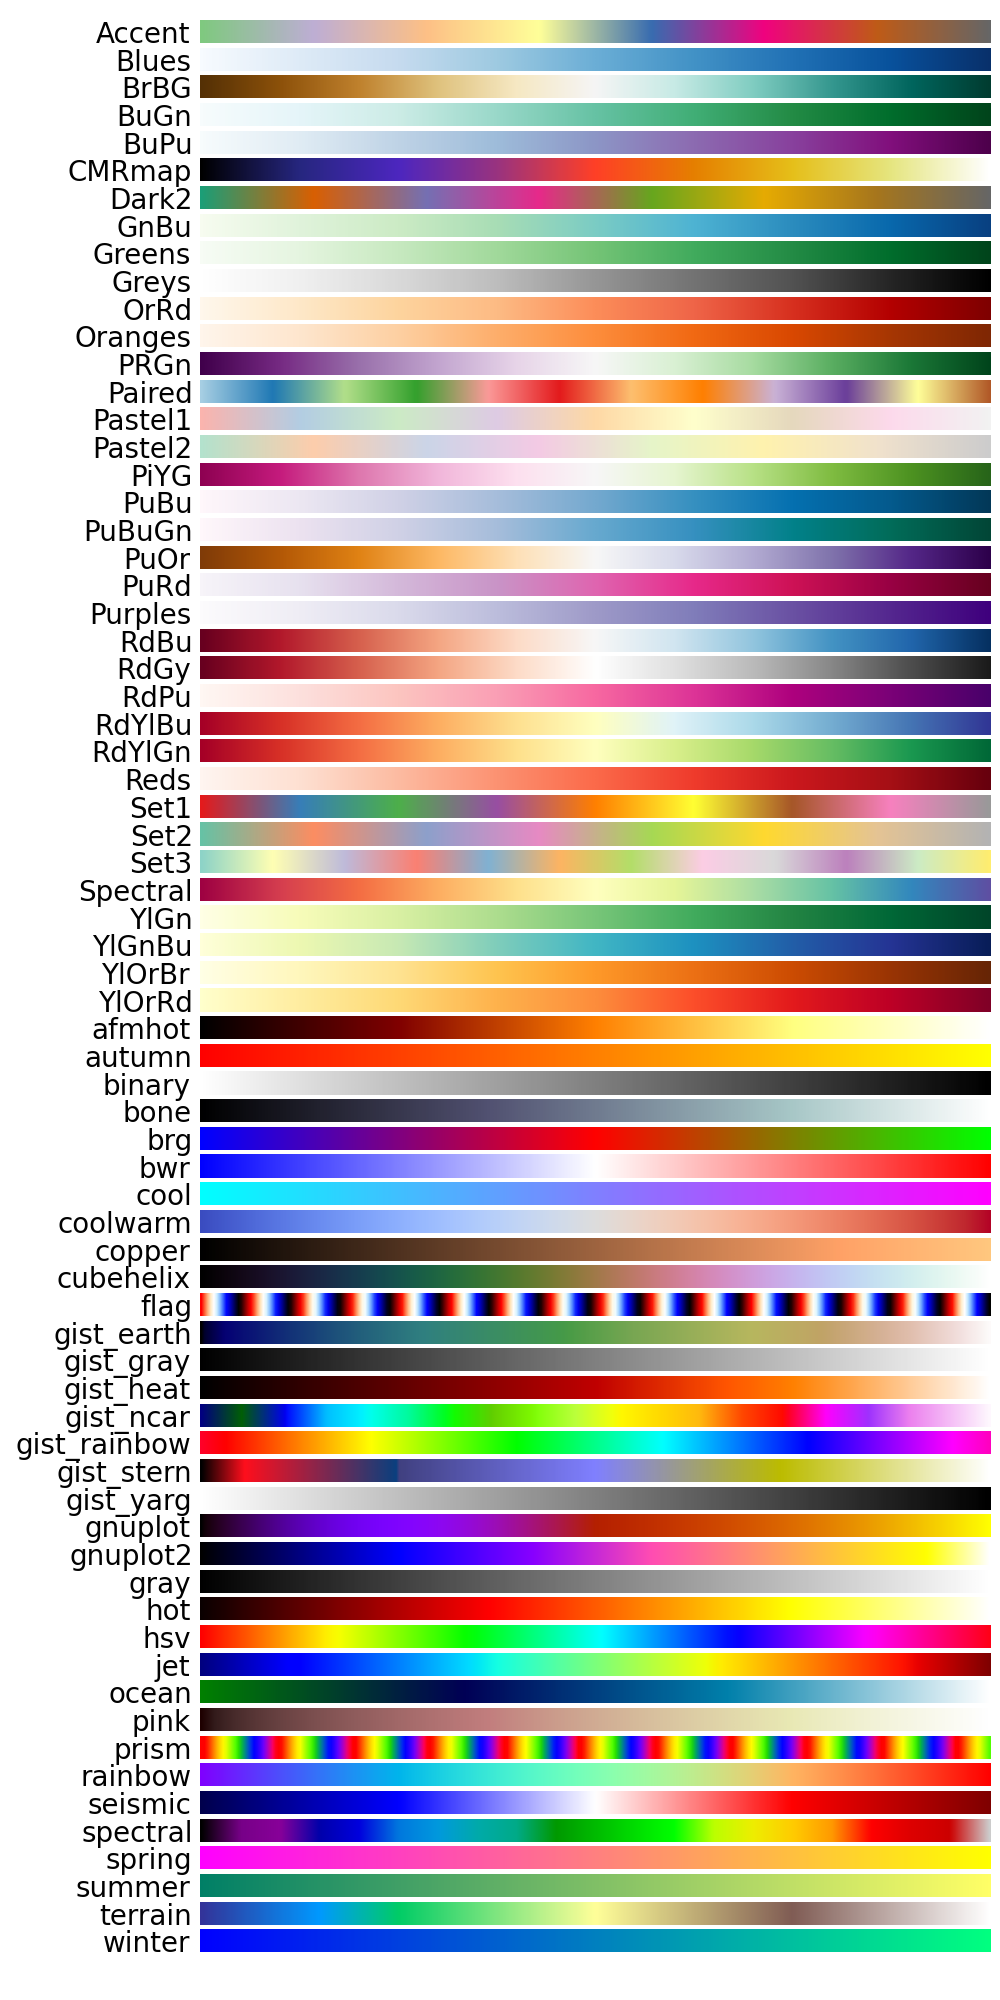 Accent
Blues
BrBG
BuGn
BuPu
CMRmap
Dark2
GnBu
Greens
Greys
OrRd
Oranges
PRGn
Paired
Pastel1
Pastel2
PiYG
PuBu
PuBuGn
PuOr
PuRd
Purples
RdBu
RdGy
RdPu
RdYlBu
RdYlGn
Reds
Set1
Set2
Set3
Spectral
YlGn
YlGnBu
YlOrBr
YlOrRd
afmhot
autumn
binary
bone
brg
bwr
cool
coolwarm
copper
cubehelix
flag
gist_earth
gist_gray
gist_heat
gist_ncar
gist_rainbow
gist_stern
gist_yarg
gnuplot
gnuplot2
gray
hot
hsv
jet
ocean
pink
prism
rainbow
seismic
spectral
spring
summer
terrain
winter